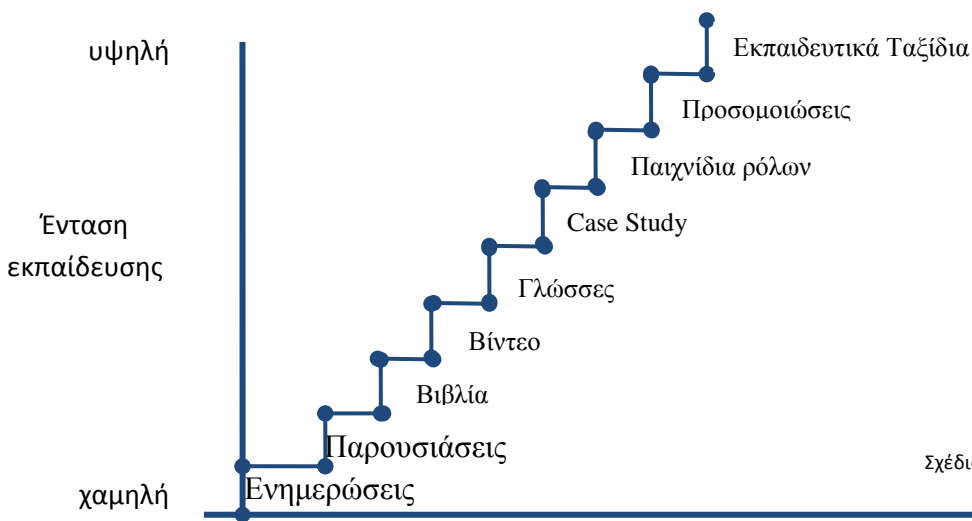 υψηλή
Εκπαιδευτικά Ταξίδια
Προσομοιώσεις
Παιχνίδια ρόλων
Ένταση
εκπαίδευσης
Case Study
Γλώσσες
Βίντεο
Βιβλία
Παρουσιάσεις
Ενημερώσεις
χαμηλή